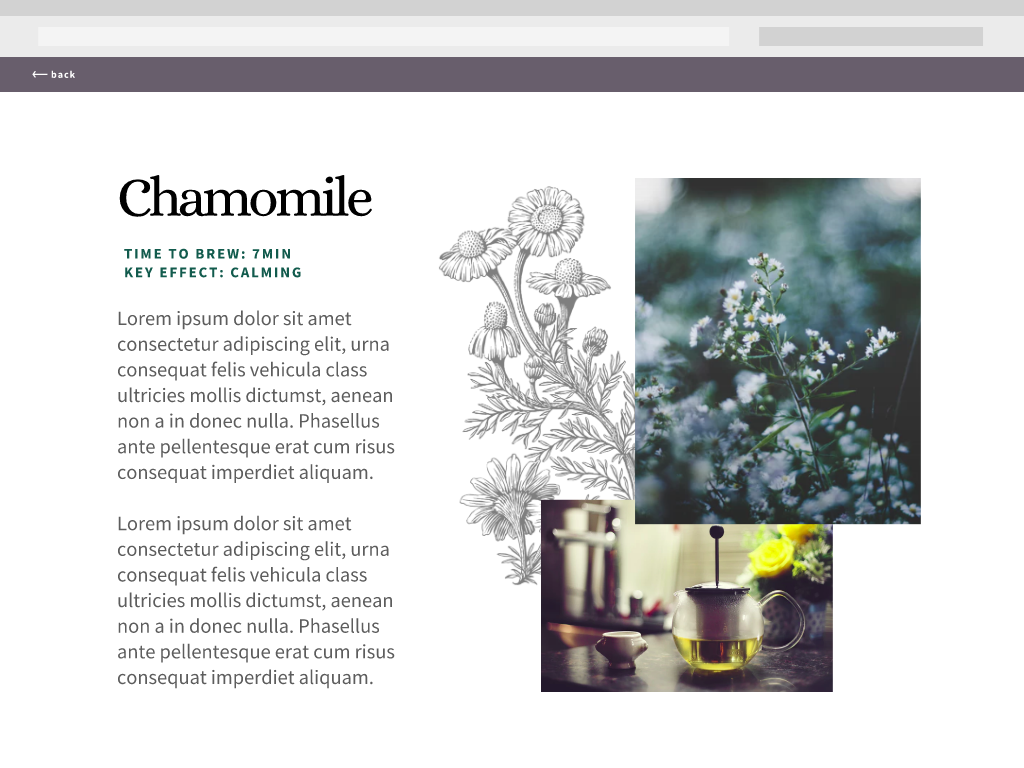 back
Chamomile
TIME TO BREW: 7MIN
KEY EFFECT: CALMING
Lorem ipsum dolor sit amet
consectetur adipiscing elit, urna
consequat felis vehicula class
ultricies mollis dictumst, aenean
non a in donec nulla. Phasellus
ante pellentesque erat cum risus
consequat imperdiet aliquam.
Lorem ipsum dolor sit amet
consectetur adipiscing elit, urna
consequat felis vehicula class
ultricies mollis dictumst, aenean
non a in donec nulla. Phasellus
ante pellentesque erat cum risus
consequat imperdiet aliquam.